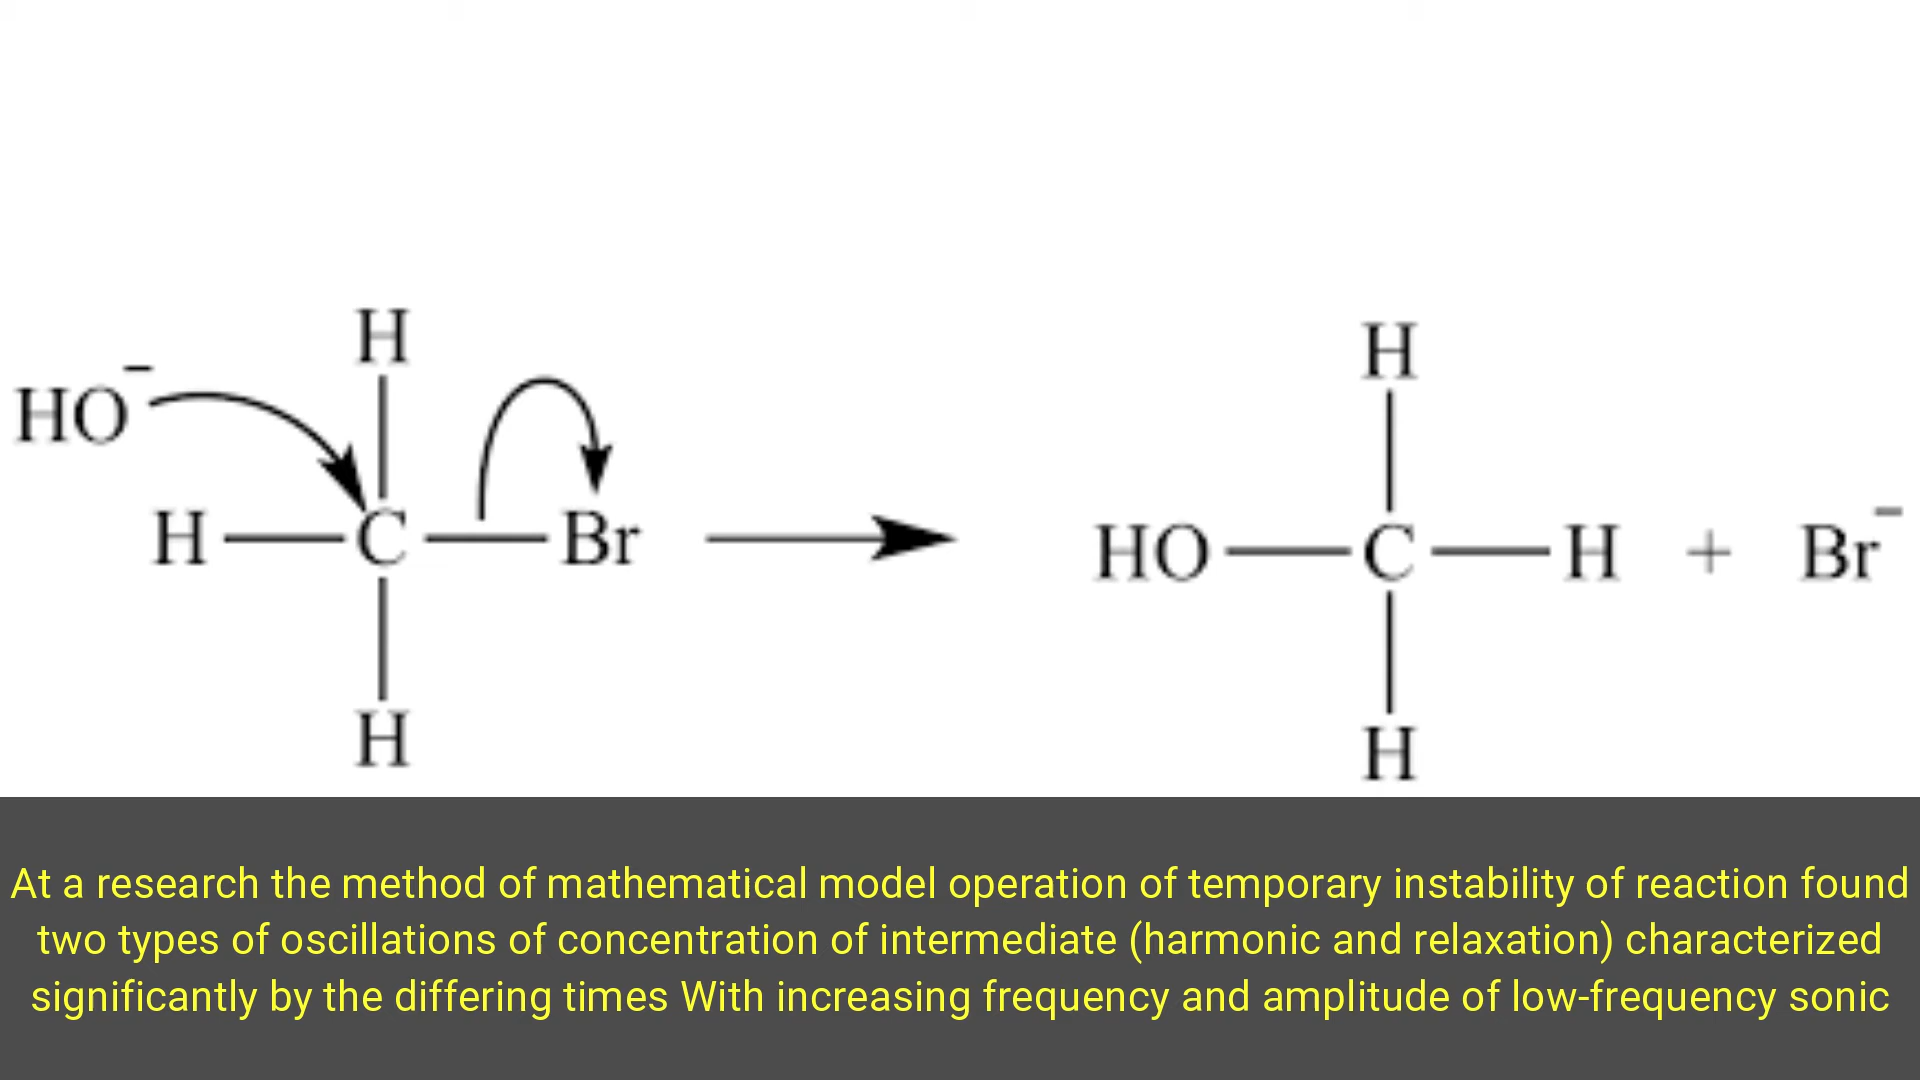 H
HO⁻
H—C—Br
H
H
HO—C—H + Br⁻
H
At a research the method of mathematical model operation of temporary instability of reaction found
two types of oscillations of concentration of intermediate (harmonic and relaxation) characterized
significantly by the differing times With increasing frequency and amplitude of low-frequency sonic